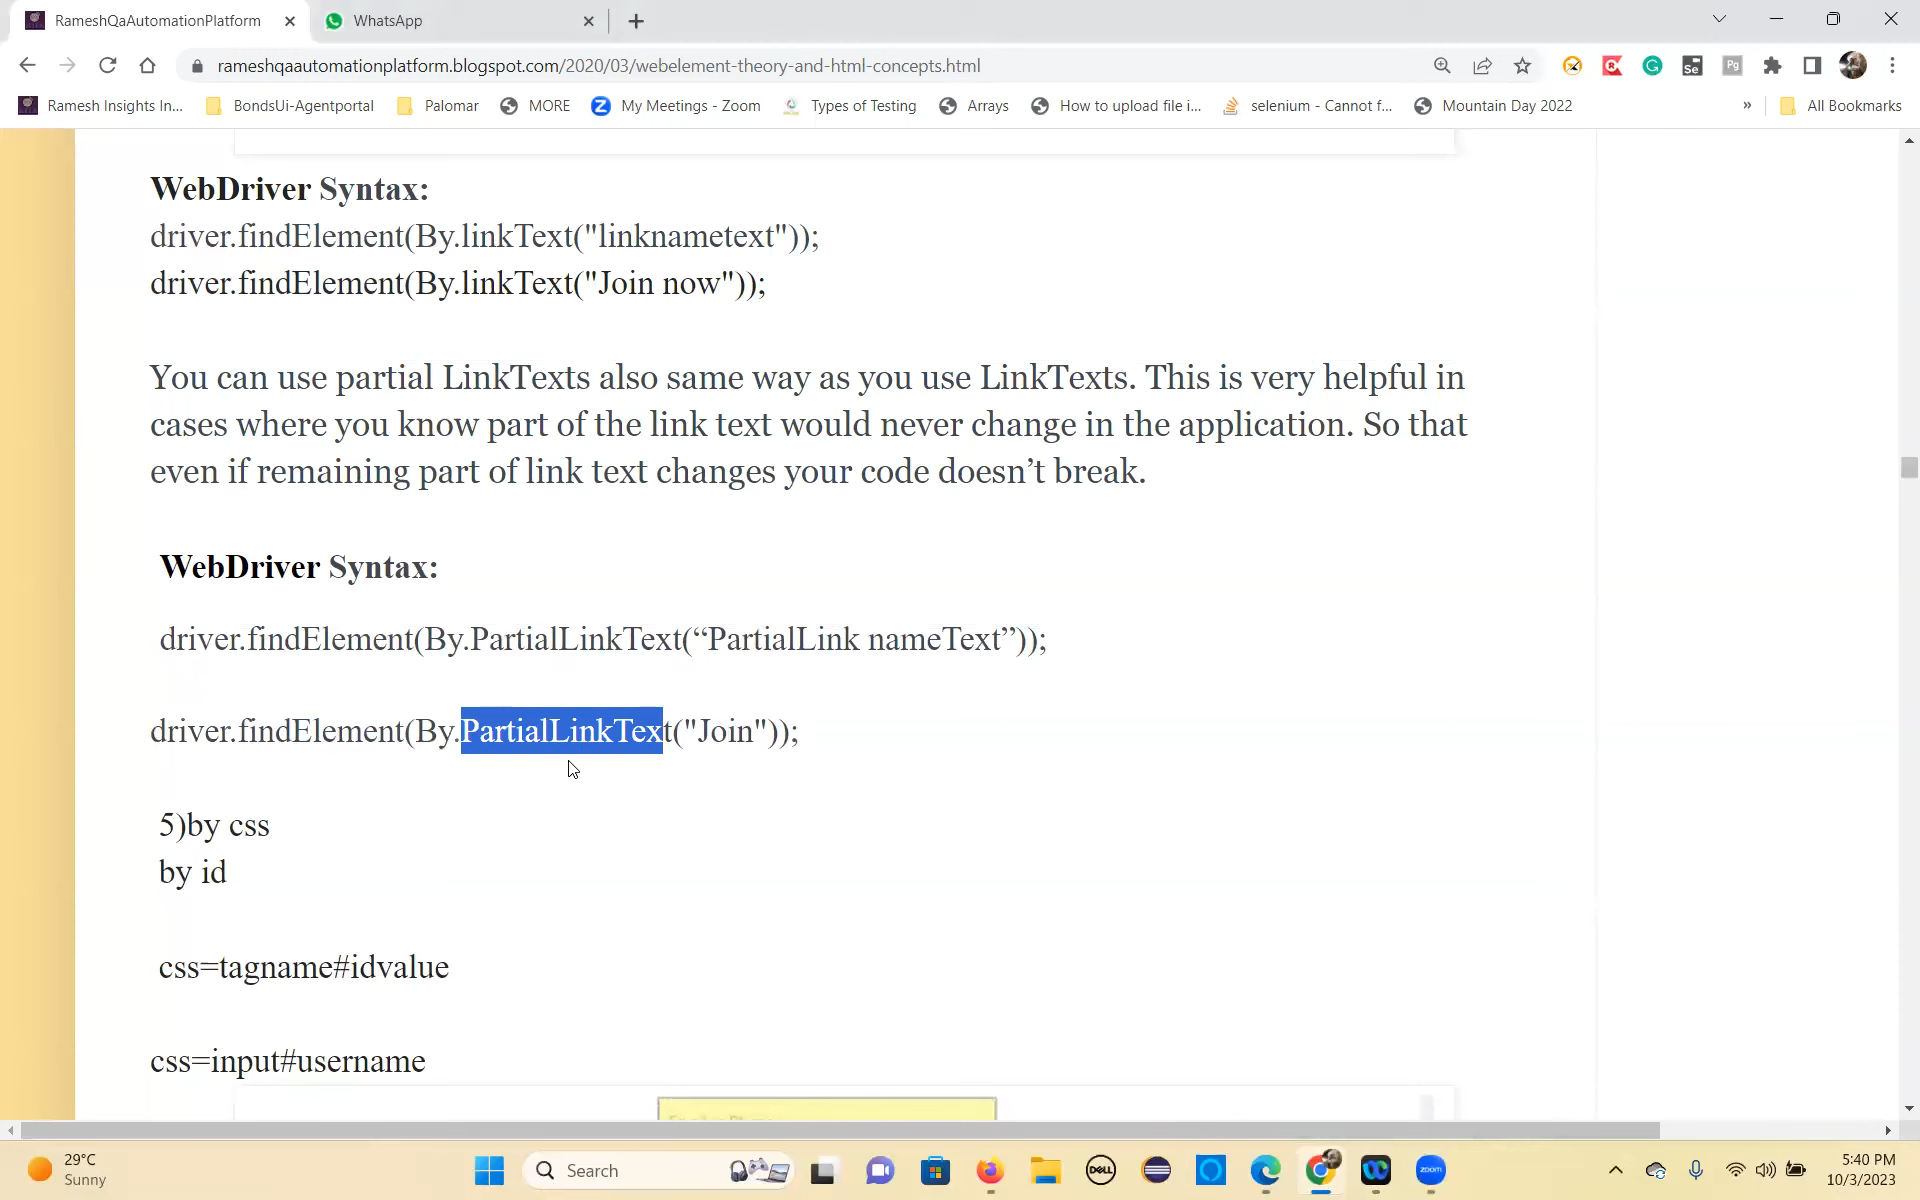 RameshQaAutomationPlatform
WhatsApp
rameshqaautomationplatform.blogspot.com/2020/03/webelement-theory-and-html-concepts.html
Ramesh Insights In...
BondsUi-Agentportal
Palomar
MORE
My Meetings - Zoom
Types of Testing
Arrays
How to upload file i...
selenium - Cannot f...
Mountain Day 2022
»
All Bookmarks
WebDriver Syntax:
driver.findElement(By.linkText("linknametext"));
driver.findElement(By.linkText("Join now"));
You can use partial LinkTexts also same way as you use LinkTexts. This is very helpful in
cases where you know part of the link text would never change in the application. So that
even if remaining part of link text changes your code doesn’t break.
WebDriver Syntax:
driver.findElement(By.PartialLinkText(“PartialLink nameText”));
driver.findElement(By.PartialLinkText("Join"));
5)by css
by id
css=tagname#idvalue
css=input#username
29°C
Sunny
Search
DELL
zoom
5:40 PM
10/3/2023